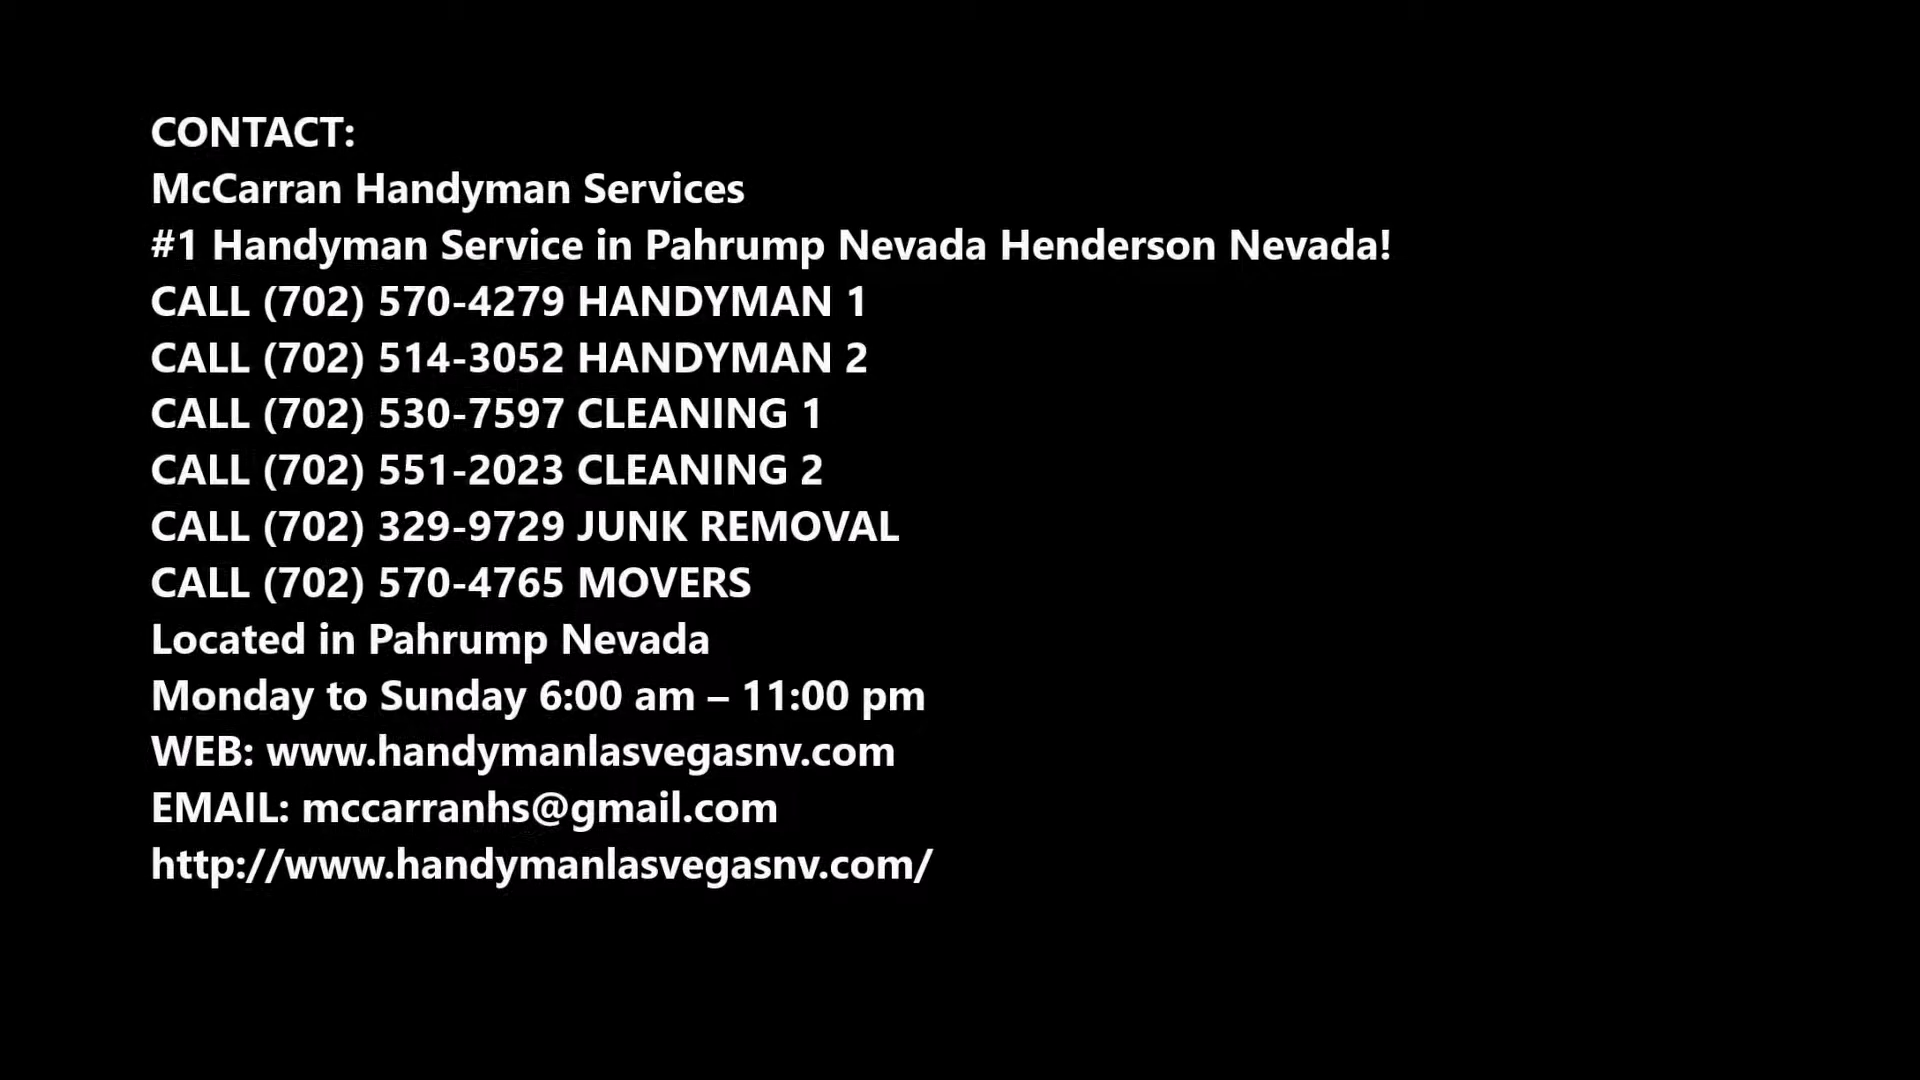 CONTACT:
McCarran Handyman Services
#1 Handyman Service in Pahrump Nevada Henderson Nevada!
CALL (702) 570-4279 HANDYMAN 1
CALL (702) 514-3052 HANDYMAN 2
CALL (702) 530-7597 CLEANING 1
CALL (702) 551-2023 CLEANING 2
CALL (702) 329-9729 JUNK REMOVAL
CALL (702) 570-4765 MOVERS
Located in Pahrump Nevada
Monday to Sunday 6:00 am – 11:00 pm
WEB: www.handymanlasvegasnv.com
EMAIL: mccarranhs@gmail.com
http://www.handymanlasvegasnv.com/